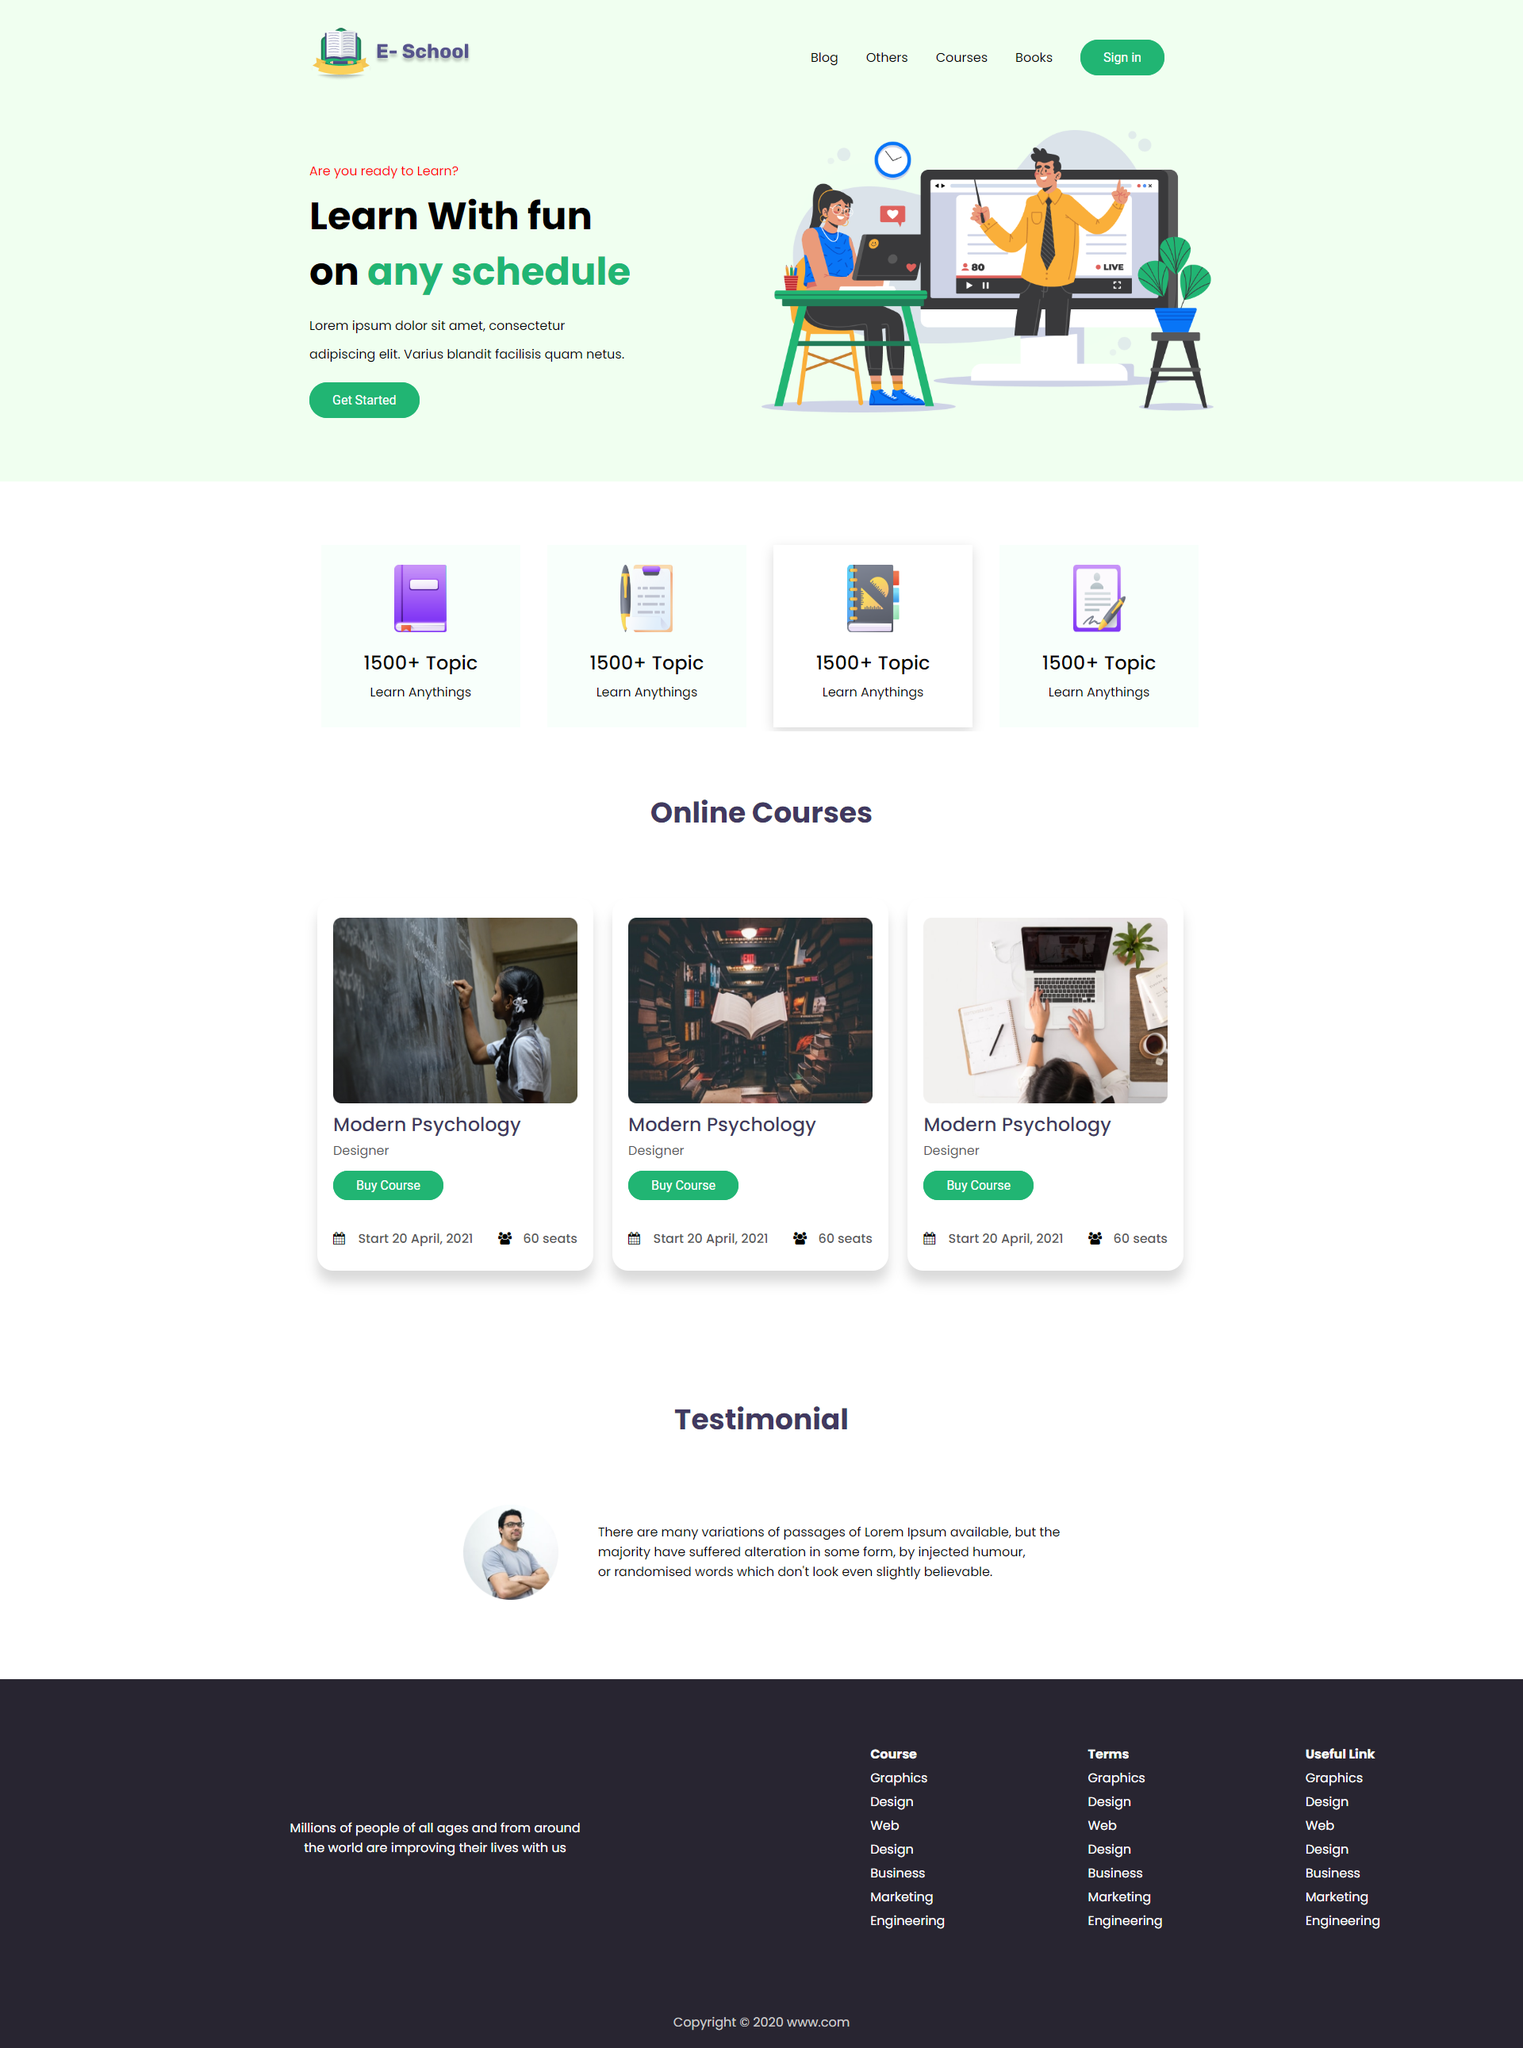 E- School
Blog Others Courses Books Sign in
Are you ready to Learn?
Learn With fun
on any schedule
Lorem ipsum dolor sit amet, consectetur
adipiscing elit. Varius blandit facilisis quam netus.
Get Started
80
LIVE
1500+ Topic
Learn Anythings
1500+ Topic
Learn Anythings
1500+ Topic
Learn Anythings
1500+ Topic
Learn Anythings
Online Courses
Modern Psychology
Designer
Buy Course
Start 20 April, 2021 60 seats
Modern Psychology
Designer
Buy Course
Start 20 April, 2021 60 seats
Modern Psychology
Designer
Buy Course
Start 20 April, 2021 60 seats
Testimonial
There are many variations of passages of Lorem Ipsum available, but the
majority have suffered alteration in some form, by injected humour,
or randomised words which don't look even slightly believable.
Millions of people of all ages and from around
the world are improving their lives with us
Course
Graphics
Design
Web
Design
Business
Marketing
Engineering
Terms
Graphics
Design
Web
Design
Business
Marketing
Engineering
Useful Link
Graphics
Design
Web
Design
Business
Marketing
Engineering
Copyright © 2020 www.com